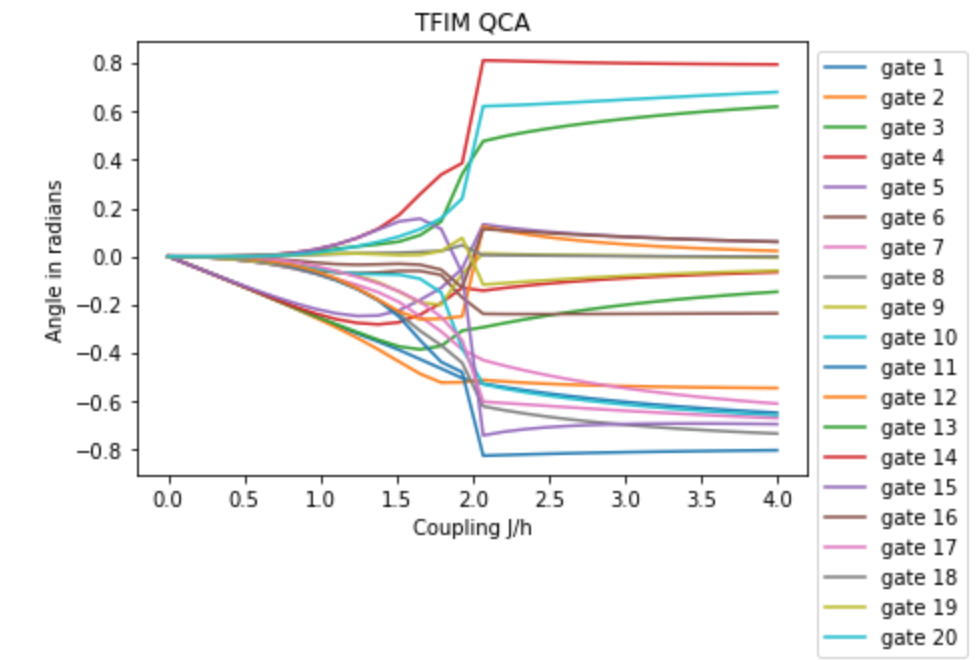 TFIM QCA
Angle in radians
0.8
0.6
0.4
0.2
0.0
−0.2
−0.4
−0.6
−0.8
0.0 0.5 1.0 1.5 2.0 2.5 3.0 3.5 4.0
Coupling J/h
gate 1
gate 2
gate 3
gate 4
gate 5
gate 6
gate 7
gate 8
gate 9
gate 10
gate 11
gate 12
gate 13
gate 14
gate 15
gate 16
gate 17
gate 18
gate 19
gate 20